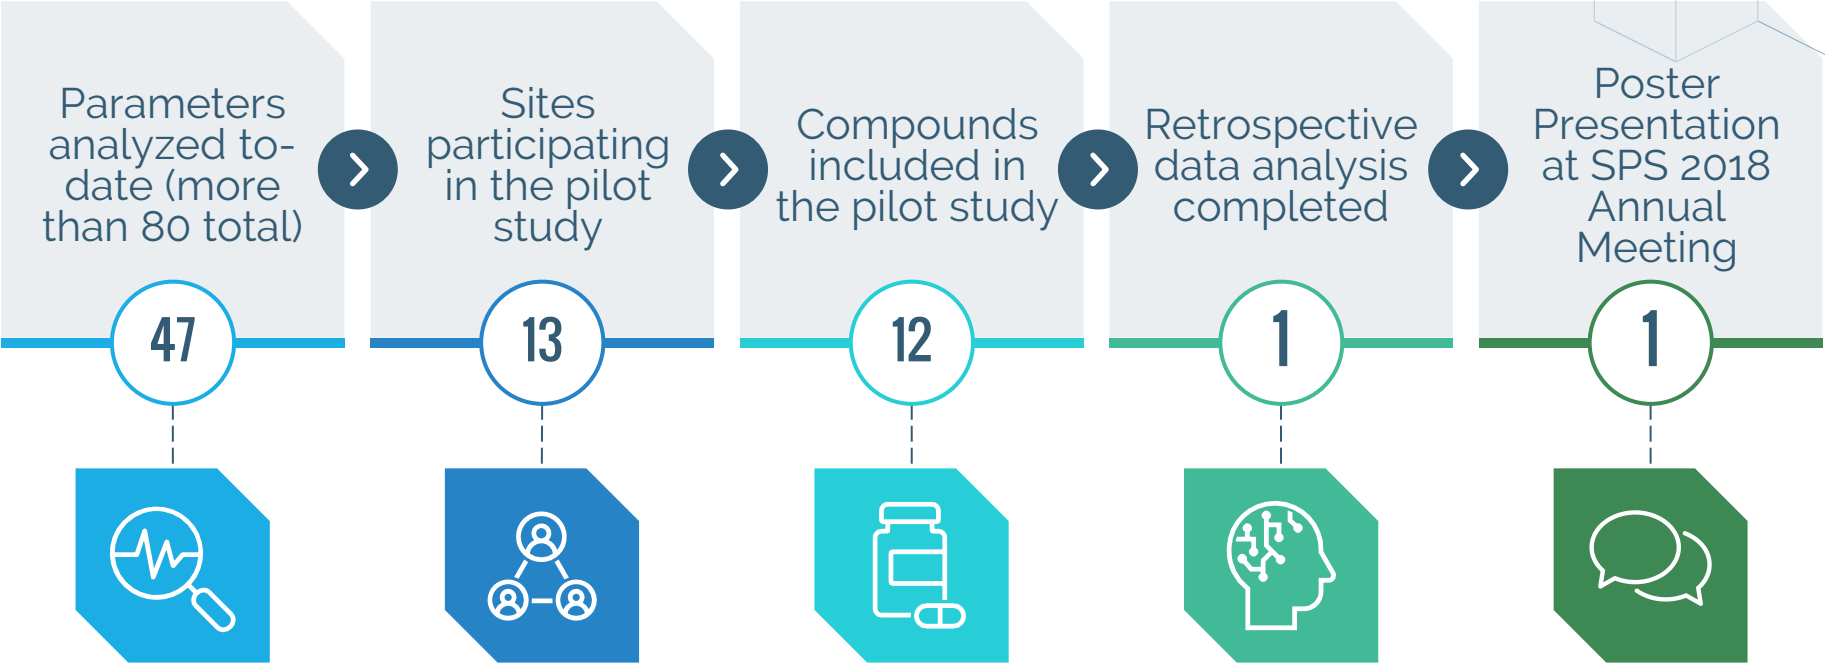 Parameters
analyzed to-
date (more
than 80 total)
47
Sites
participating
in the pilot
study
13
Compounds
included in
the pilot study
12
Retrospective
data analysis
completed
1
Poster
Presentation
at SPS 2018
Annual
Meeting
1